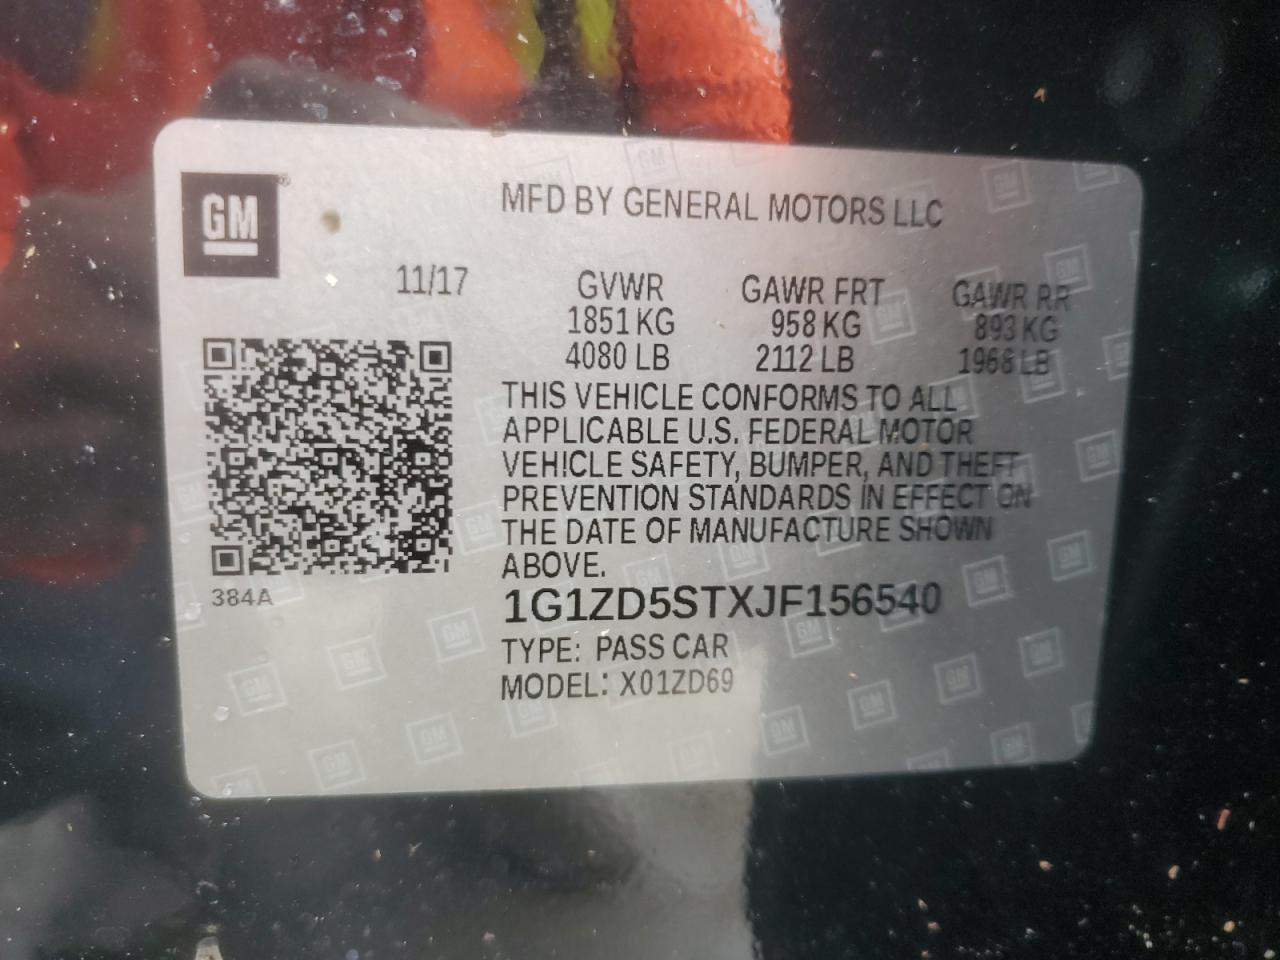 GM®
MFD BY GENERAL MOTORS LLC
11/17
GVWR GAWR FRT GAWR RR
1851 KG 958 KG 893 KG
4080 LB 2112 LB 1968 LB
THIS VEHICLE CONFORMS TO ALL
APPLICABLE U.S. FEDERAL MOTOR
VEHICLE SAFETY, BUMPER, AND THEFT
PREVENTION STANDARDS IN EFFECT ON
THE DATE OF MANUFACTURE SHOWN
ABOVE.
384A
1G1ZD5STXJF156540
TYPE: PASS CAR
MODEL: X01ZD69